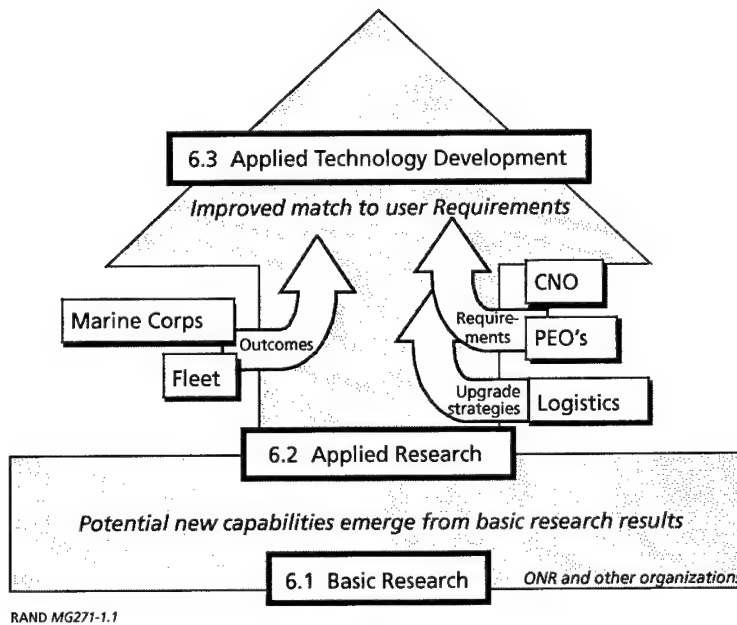 6.3 Applied Technology Development
Improved match to user Requirements
CNO
Marine Corps
Require-
ments
PEO's
Outcomes
Fleet
Upgrade
strategies
Logistics
6.2 Applied Research
Potential new capabilities emerge from basic research results
6.1 Basic Research
ONR and other organizations
RAND MG271-1.1